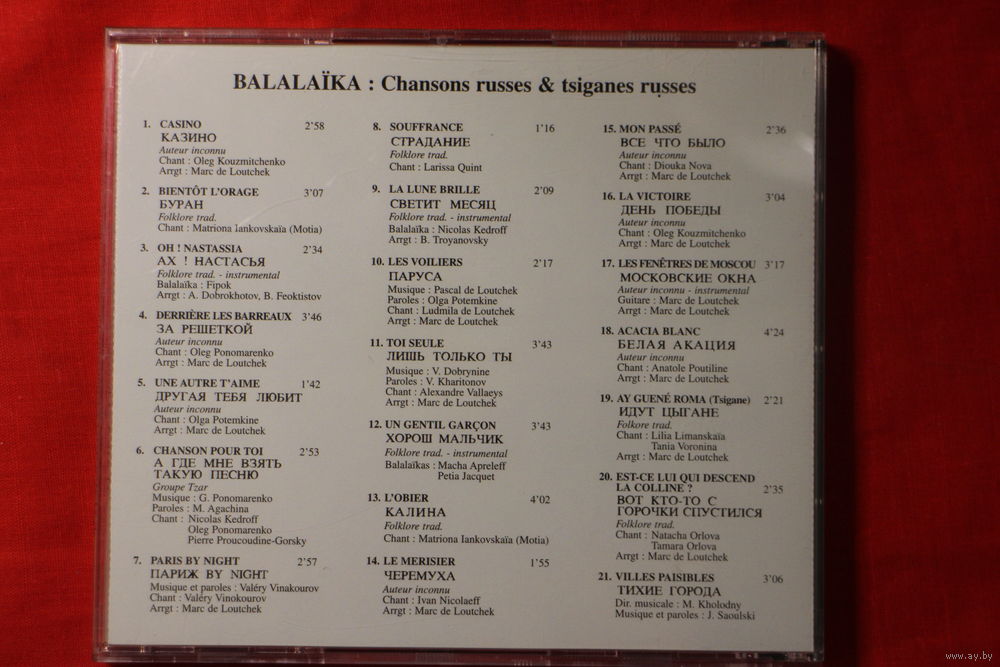 BALALAÏKA : Chansons russes & tsiganes russes
1. CASINO 2’58
КАЗИНО
Auteur inconnu
Chant : Oleg Kouzmitchenko
Arrgt : Marc de Loutchek
2. BIENTÔT L’ORAGE 3’07
БУРАН
Folklore trad.
Chant : Matriona Iankovskaïa (Motia)
3. OH ! NASTASSIA 2’34
АХ ! НАСТАСЬЯ
Folklore trad. - instrumental
Balalaïka : Fipok
Arrgt : A. Dobrokhotov, B. Feoktistov
4. DERRIÈRE LES BARREAUX 3’46
ЗА РЕШЕТКОЙ
Auteur inconnu
Chant : Oleg Ponomarenko
Arrgt : Marc de Loutchek
5. UNE AUTRE T’AIME 1’42
ДРУГАЯ ТЕБЯ ЛЮБИТ
Auteur inconnu
Chant : Olga Potemkine
Arrgt : Marc de Loutchek
6. CHANSON POUR TOI 2’53
А ГДЕ МНЕ ВЗЯТЬ
ТАКУЮ ПЕСНЮ
Groupe Tzar
Musique : G. Ponomarenko
Paroles : M. Agachina
Chant : Nicolas Kedroff
Oleg Ponomarenko
Pierre Proucoudine-Gorsky
7. PARIS BY NIGHT 2’57
ПАРИЖ BY NIGHT
Musique et paroles : Valéry Vinakourov
Chant : Valéry Vinokourov
Arrgt : Marc de Loutchek
8. SOUFFRANCE 1’16
СТРАДАНИЕ
Folklore trad.
Chant : Larissa Quint
9. LA LUNE BRILLE 2’09
СВЕТИТ МЕСЯЦ
Folklore trad. - instrumental
Balalaïka : Nicolas Kedroff
Arrgt : B. Troyanovsky
10. LES VOILIERS 2’17
ПАРУСА
Musique : Pascal de Loutchek
Paroles : Olga Potemkine
Chant : Ludmila de Loutchek
Arrgt : Marc de Loutchek
11. TOI SEULE 3’43
ЛИШЬ ТОЛЬКО ТЫ
Musique : V. Dobrynine
Paroles : V. Kharitonov
Chant : Alexandre Vallaeys
Arrgt : Marc de Loutchek
12. UN GENTIL GARÇON 3’43
ХОРОШ МАЛЬЧИК
Folklore trad. - instrumental
Balalaïkas : Macha Apreleff
Petia Jacquet
13. L’OBIER 4’02
КАЛИНА
Folklore trad.
Chant : Matriona Iankovskaïa (Motia)
14. LE MERISIER 1’55
ЧЕРЕМУХА
Auteur inconnu
Chant : Ivan Nicolaeff
Arrgt : Marc de Loutchek
15. MON PASSÉ 2’36
ВСЕ ЧТО БЫЛО
Auteur inconnu
Chant : Diouka Nova
Arrgt : Marc de Loutchek
16. LA VICTOIRE 3’04
ДЕНЬ ПОБЕДЫ
Auteur inconnu
Chant : Oleg Kouzmitchenko
Arrgt : Marc de Loutchek
17. LES FENÊTRES DE MOSCOU 3’17
МОСКОВСКИЕ ОКНА
Auteur inconnu - instrumental
Guitare : Marc de Loutchek
Arrgt : Marc de Loutchek
18. ACACIA BLANC 4’24
БЕЛАЯ АКАЦИЯ
Auteur inconnu
Chant : Anatole Poutiline
Arrgt : Marc de Loutchek
19. AY GUENÉ ROMA (Tsigane) 2’21
ИДУТ ЦЫГАНЕ
Folkore trad.
Chant : Lilia Limanskaïa
Tania Voronina
Arrgt : Marc de Loutchek
20. EST-CE LUI QUI DESCEND
LA COLLINE ? 2’35
ВОТ КТО-ТО С
ГОРОЧКИ СПУСТИЛСЯ
Folklore trad.
Chant : Natacha Orlova
Tamara Orlova
Arrgt : Marc de Loutchek
21. VILLES PAISIBLES 3’06
ТИХИЕ ГОРОДА
Dir. musicale : M. Kholodny
Musique et paroles : J. Saoulski
www.ay.by